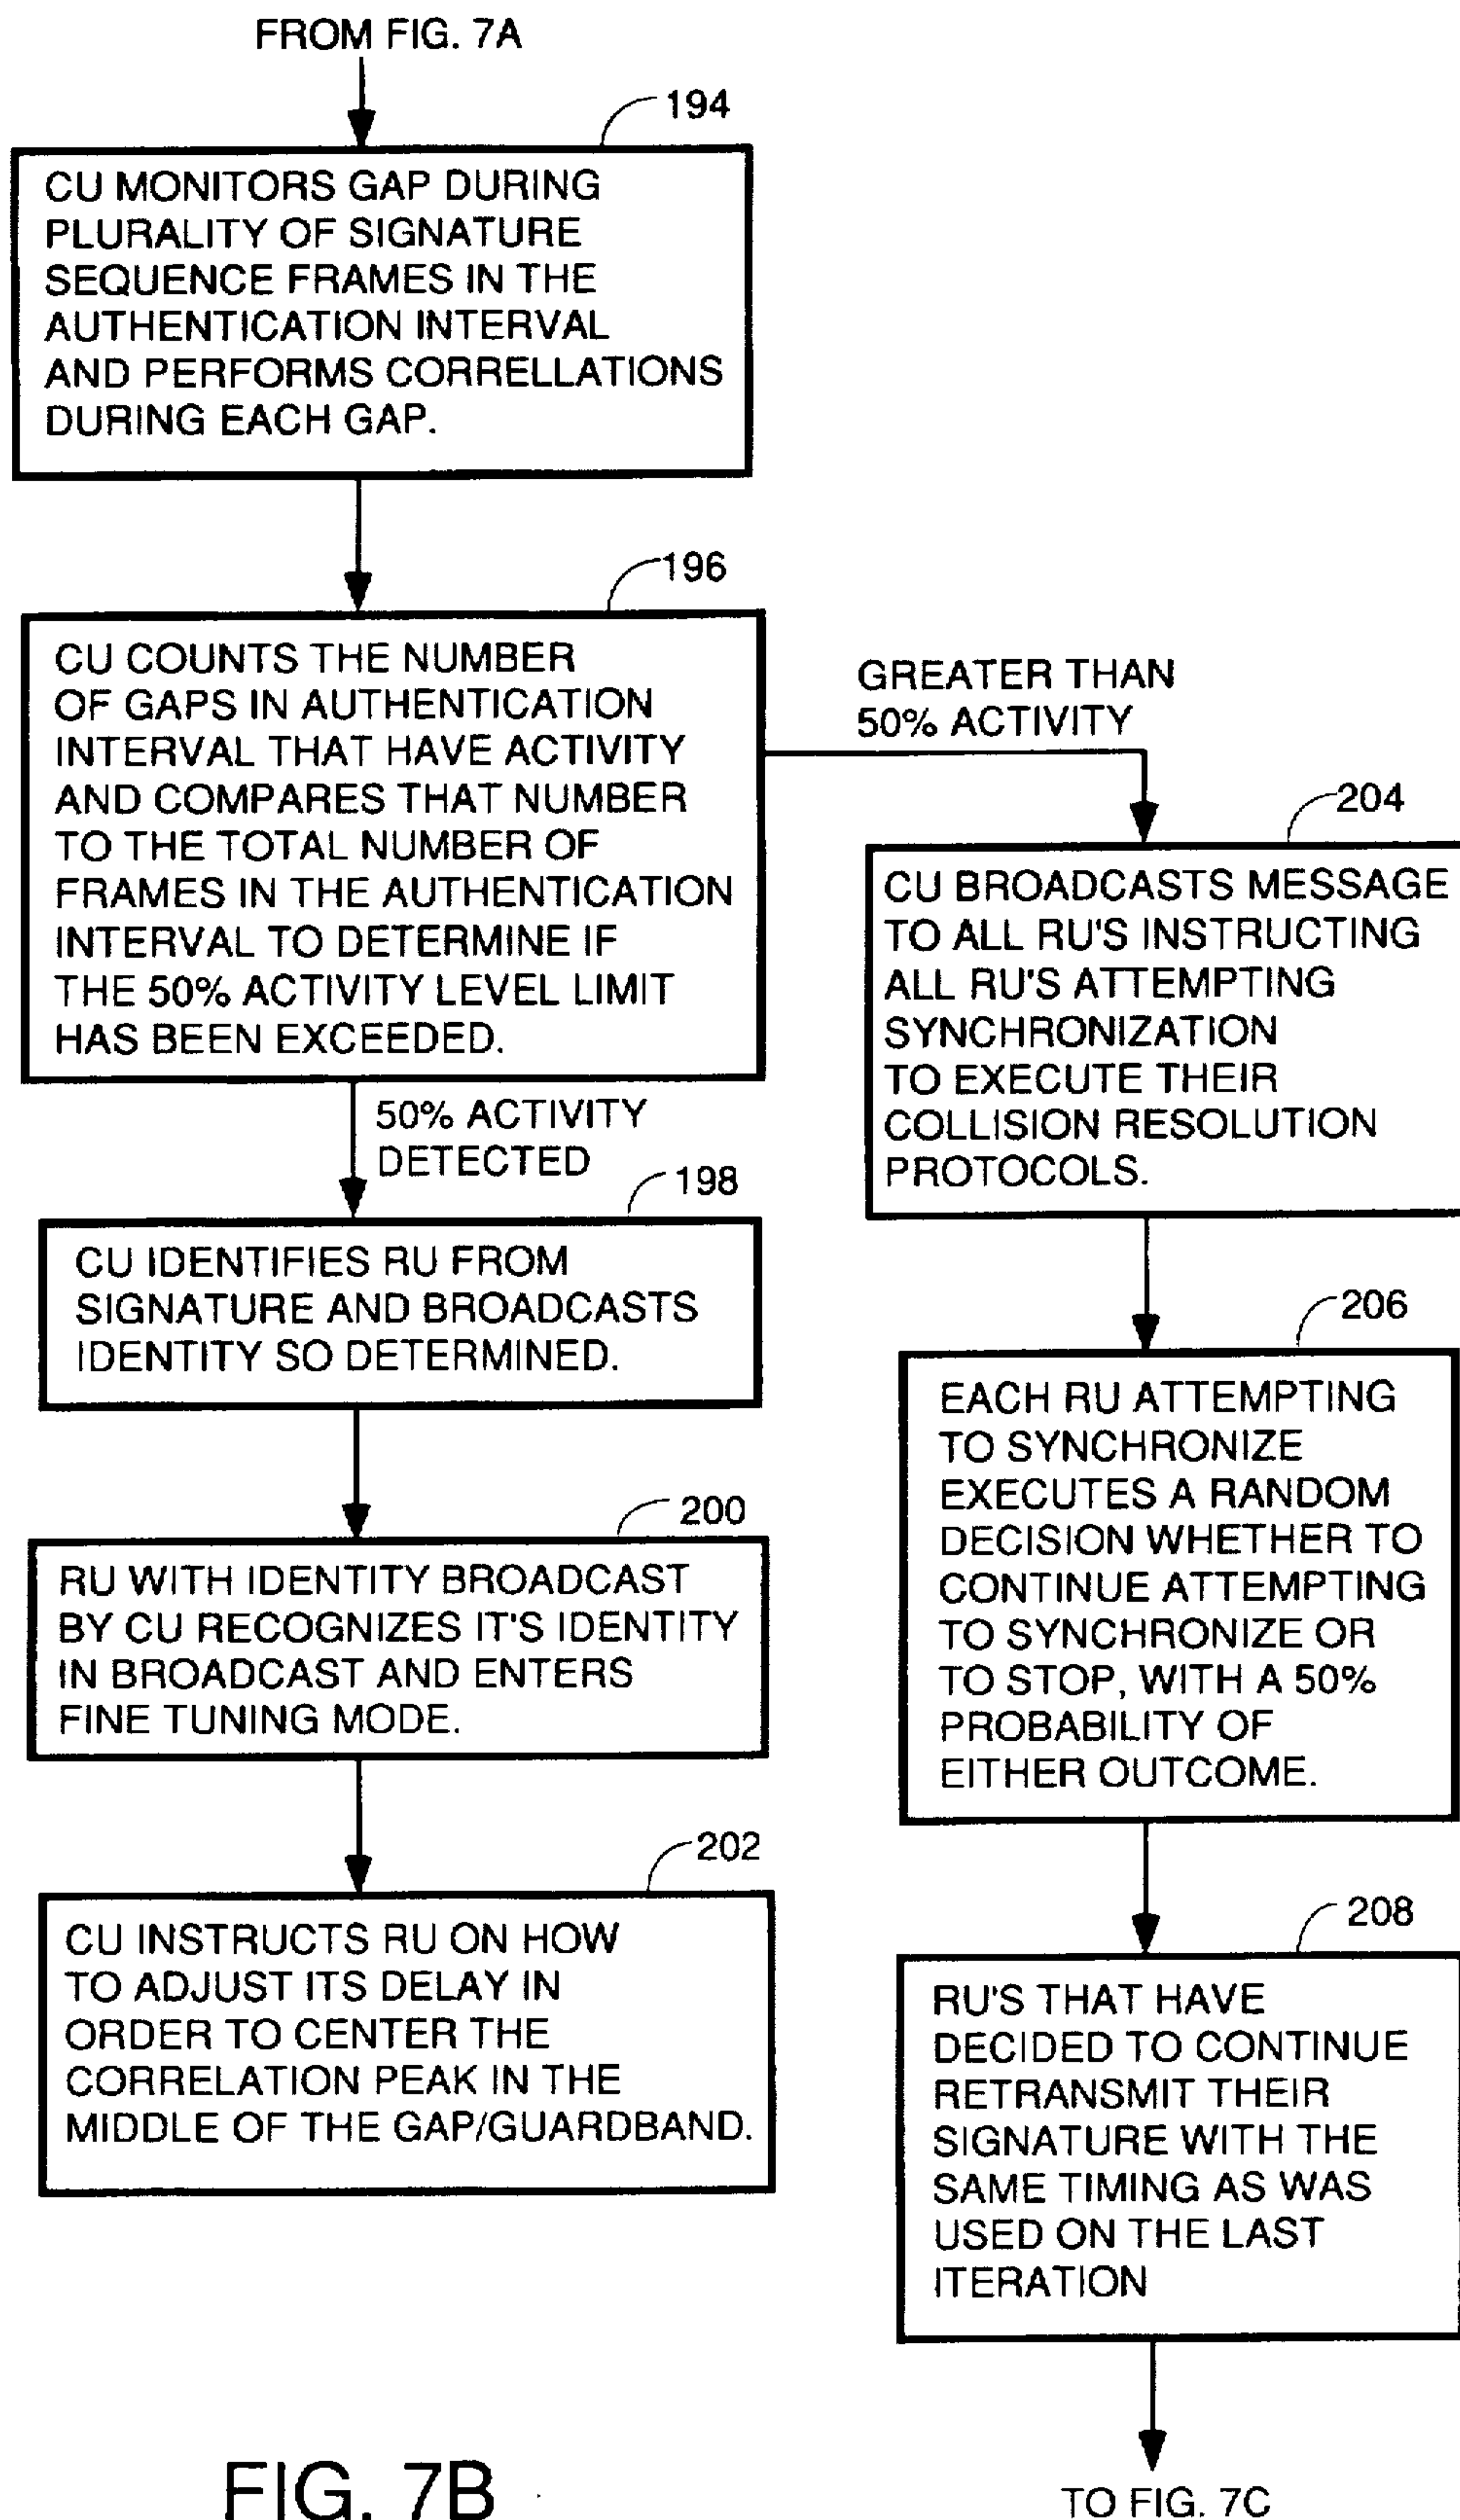 FROM FIG. 7A
194
CU MONITORS GAP DURING
PLURALITY OF SIGNATURE
SEQUENCE FRAMES IN THE
AUTHENTICATION INTERVAL
AND PERFORMS CORRELLATIONS
DURING EACH GAP.
196
CU COUNTS THE NUMBER
OF GAPS IN AUTHENTICATION
INTERVAL THAT HAVE ACTIVITY
AND COMPARES THAT NUMBER
TO THE TOTAL NUMBER OF
FRAMES IN THE AUTHENTICATION
INTERVAL TO DETERMINE IF
THE 50% ACTIVITY LEVEL LIMIT
HAS BEEN EXCEEDED.
50% ACTIVITY
DETECTED
198
CU IDENTIFIES RU FROM
SIGNATURE AND BROADCASTS
IDENTITY SO DETERMINED.
200
RU WITH IDENTITY BROADCAST
BY CU RECOGNIZES IT'S IDENTITY
IN BROADCAST AND ENTERS
FINE TUNING MODE.
202
CU INSTRUCTS RU ON HOW
TO ADJUST ITS DELAY IN
ORDER TO CENTER THE
CORRELATION PEAK IN THE
MIDDLE OF THE GAP/GUARDBAND.
GREATER THAN
50% ACTIVITY
204
CU BROADCASTS MESSAGE
TO ALL RU'S INSTRUCTING
ALL RU'S ATTEMPTING
SYNCHRONIZATION
TO EXECUTE THEIR
COLLISION RESOLUTION
PROTOCOLS.
206
EACH RU ATTEMPTING
TO SYNCHRONIZE
EXECUTES A RANDOM
DECISION WHETHER TO
CONTINUE ATTEMPTING
TO SYNCHRONIZE OR
TO STOP, WITH A 50%
PROBABILITY OF
EITHER OUTCOME.
208
RU'S THAT HAVE
DECIDED TO CONTINUE
RETRANSMIT THEIR
SIGNATURE WITH THE
SAME TIMING AS WAS
USED ON THE LAST
ITERATION
TO FIG. 7C
FIG. 7B